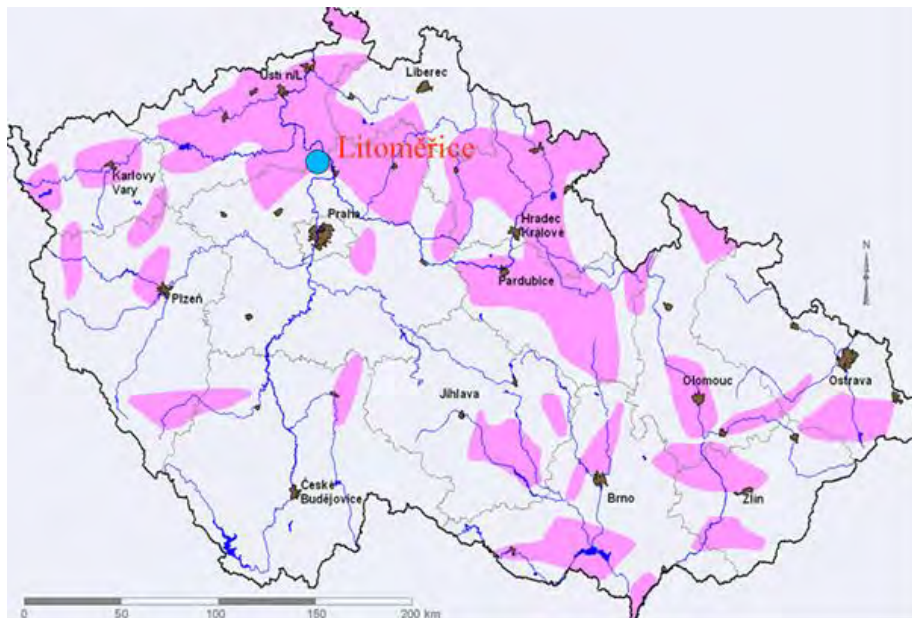 Ústí n/L
Liberec
Litoměřice
Karlovy
Vary
Praha
Hradec
Králové
N
Pardubice
Plzeň
Olomouc
Ostrava
Jihlava
České
Budějovice
Brno
Zlín
0 50 100 150 200 km